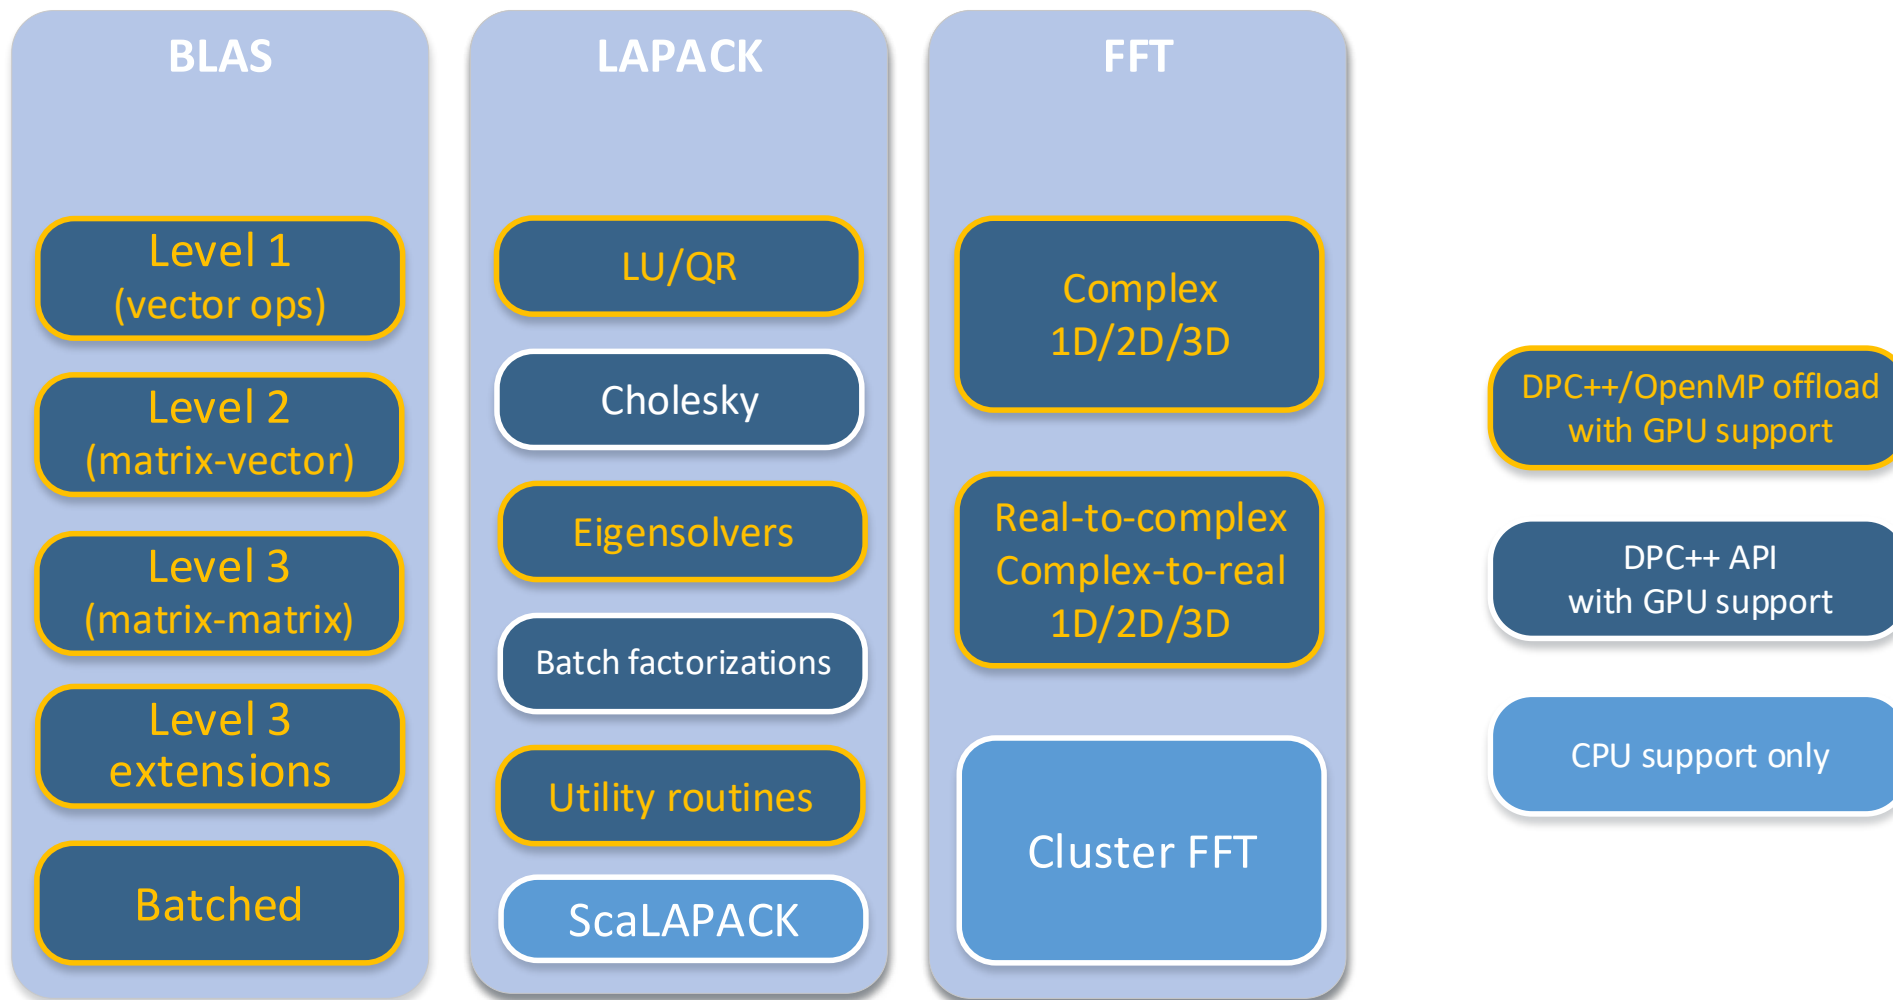 BLAS
Level 1
(vector ops)
Level 2
(matrix-vector)
Level 3
(matrix-matrix)
Level 3
extensions
Batched
LAPACK
LU/QR
Cholesky
Eigensolvers
Batch factorizations
Utility routines
ScaLAPACK
FFT
Complex
1D/2D/3D
Real-to-complex
Complex-to-real
1D/2D/3D
Cluster FFT
DPC++/OpenMP offload
with GPU support
DPC++ API
with GPU support
CPU support only